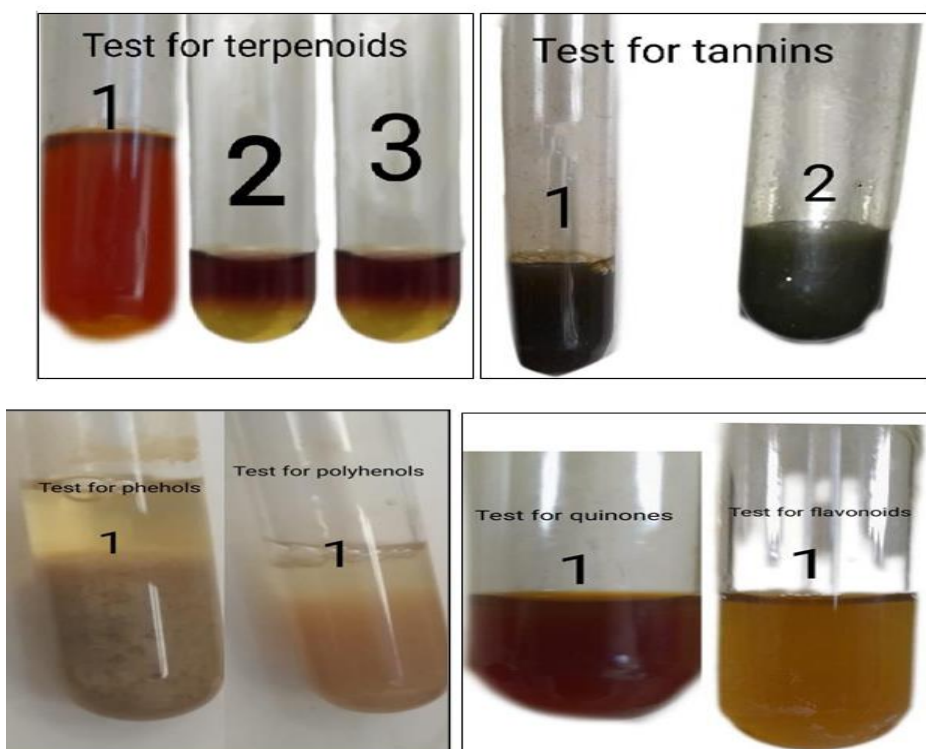 Test for terpenoids
1
2
3
Test for tannins
1
2
Test for phehols
1
Test for polyhenols
1
Test for quinones
1
Test for flavonoids
1